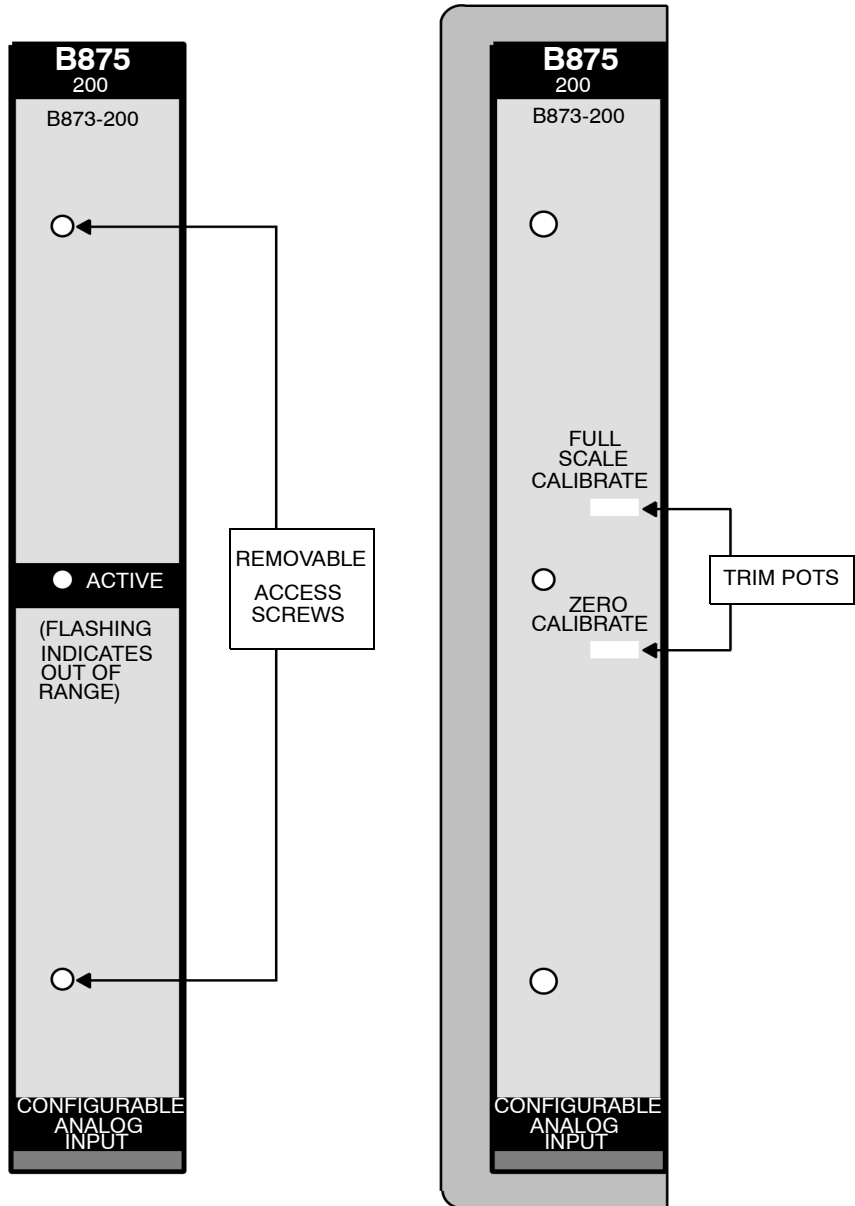 B875
200
B873-200
ACTIVE
(FLASHING
INDICATES
OUT OF
RANGE)
CONFIGURABLE
ANALOG
INPUT
REMOVABLE
ACCESS
SCREWS
B875
200
B873-200
FULL
SCALE
CALIBRATE
ZERO
CALIBRATE
CONFIGURABLE
ANALOG
INPUT
TRIM POTS